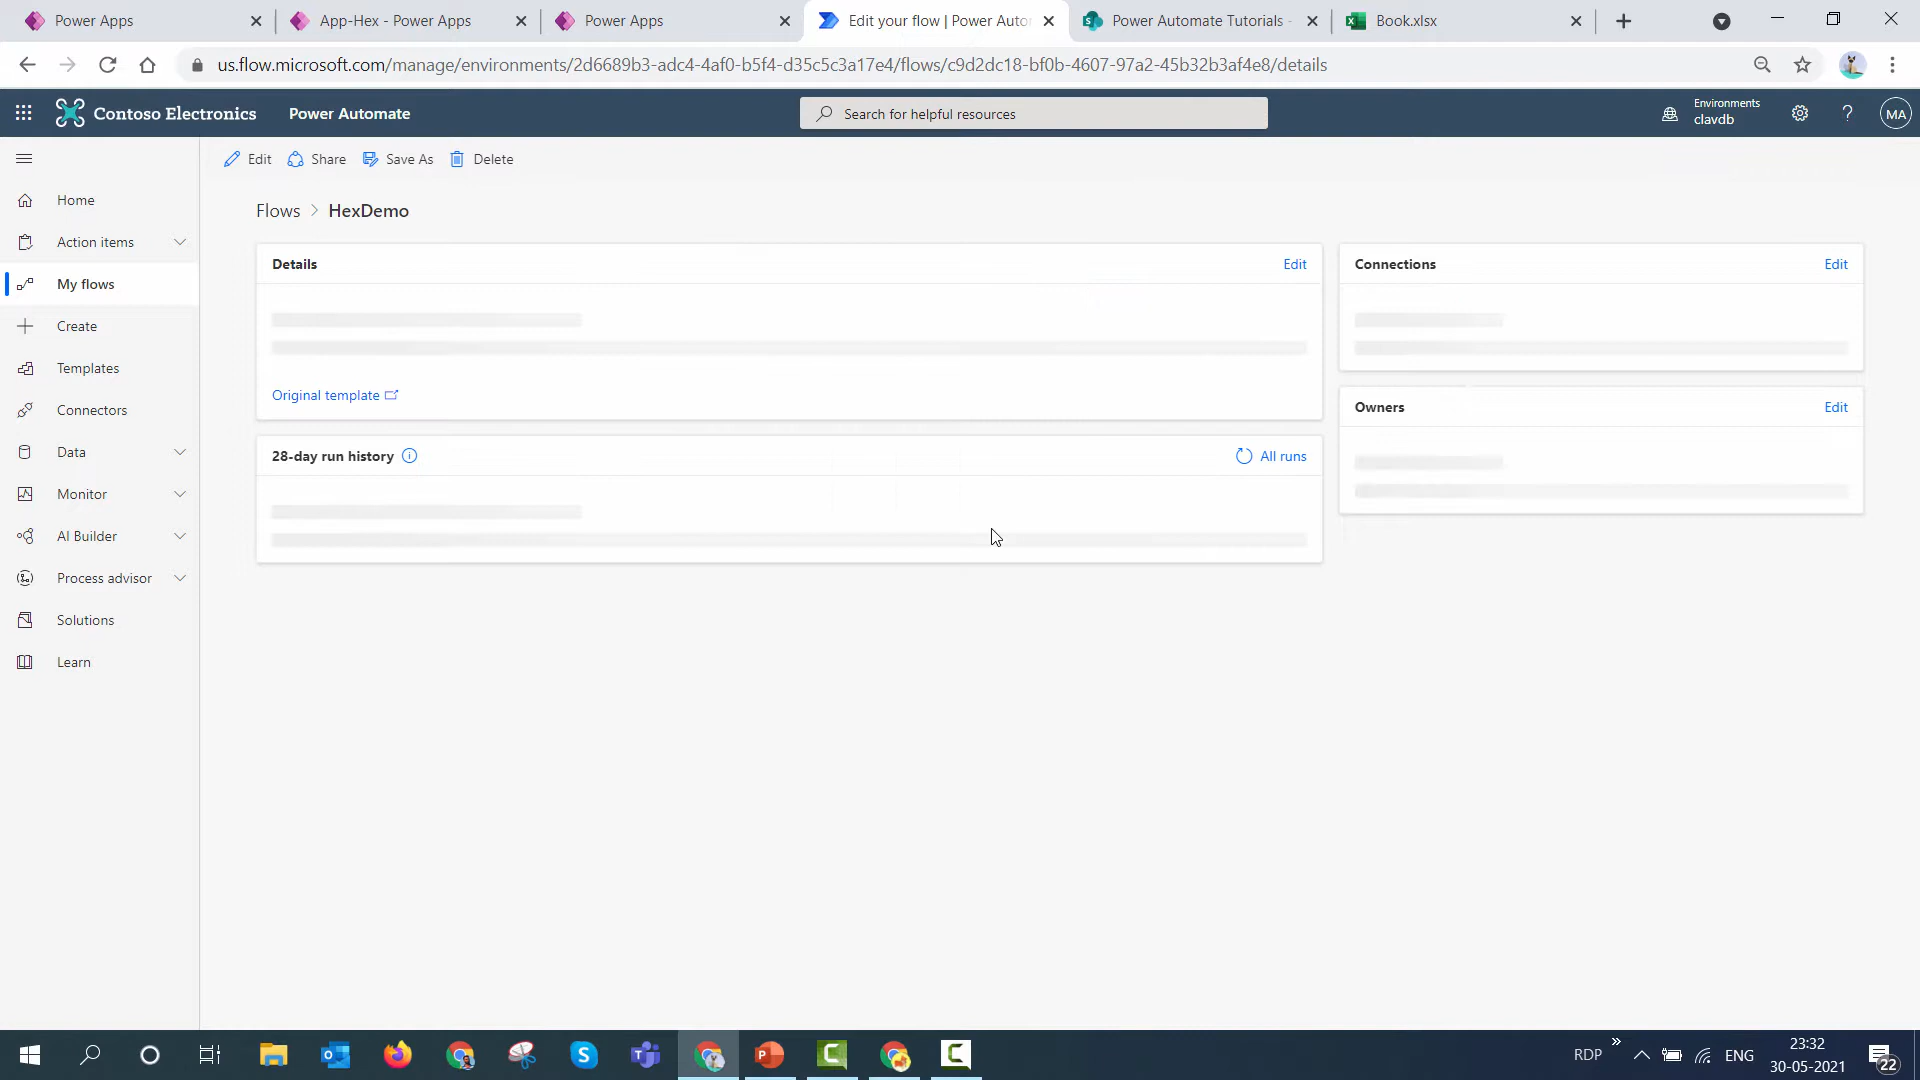 Power Apps
App-Hex - Power Apps
Power Apps
Edit your flow | Power Auto
Power Automate Tutorials -
Book.xlsx
us.flow.microsoft.com/manage/environments/2d6689b3-adc4-4af0-b5f4-d35c5c3a17e4/flows/c9d2dc18-bf0b-4607-97a2-45b32b3af4e8/details
Contoso Electronics
Power Automate
Search for helpful resources
Environments
clavdb
?
MA
Edit
Share
Save As
Delete
Home
Action items
My flows
Create
Templates
Connectors
Data
Monitor
AI Builder
Process advisor
Solutions
Learn
Flows > HexDemo
Details
Edit
Original template
28-day run history
All runs
Connections
Edit
Owners
Edit
RDP
ENG
23:32
30-05-2021
22